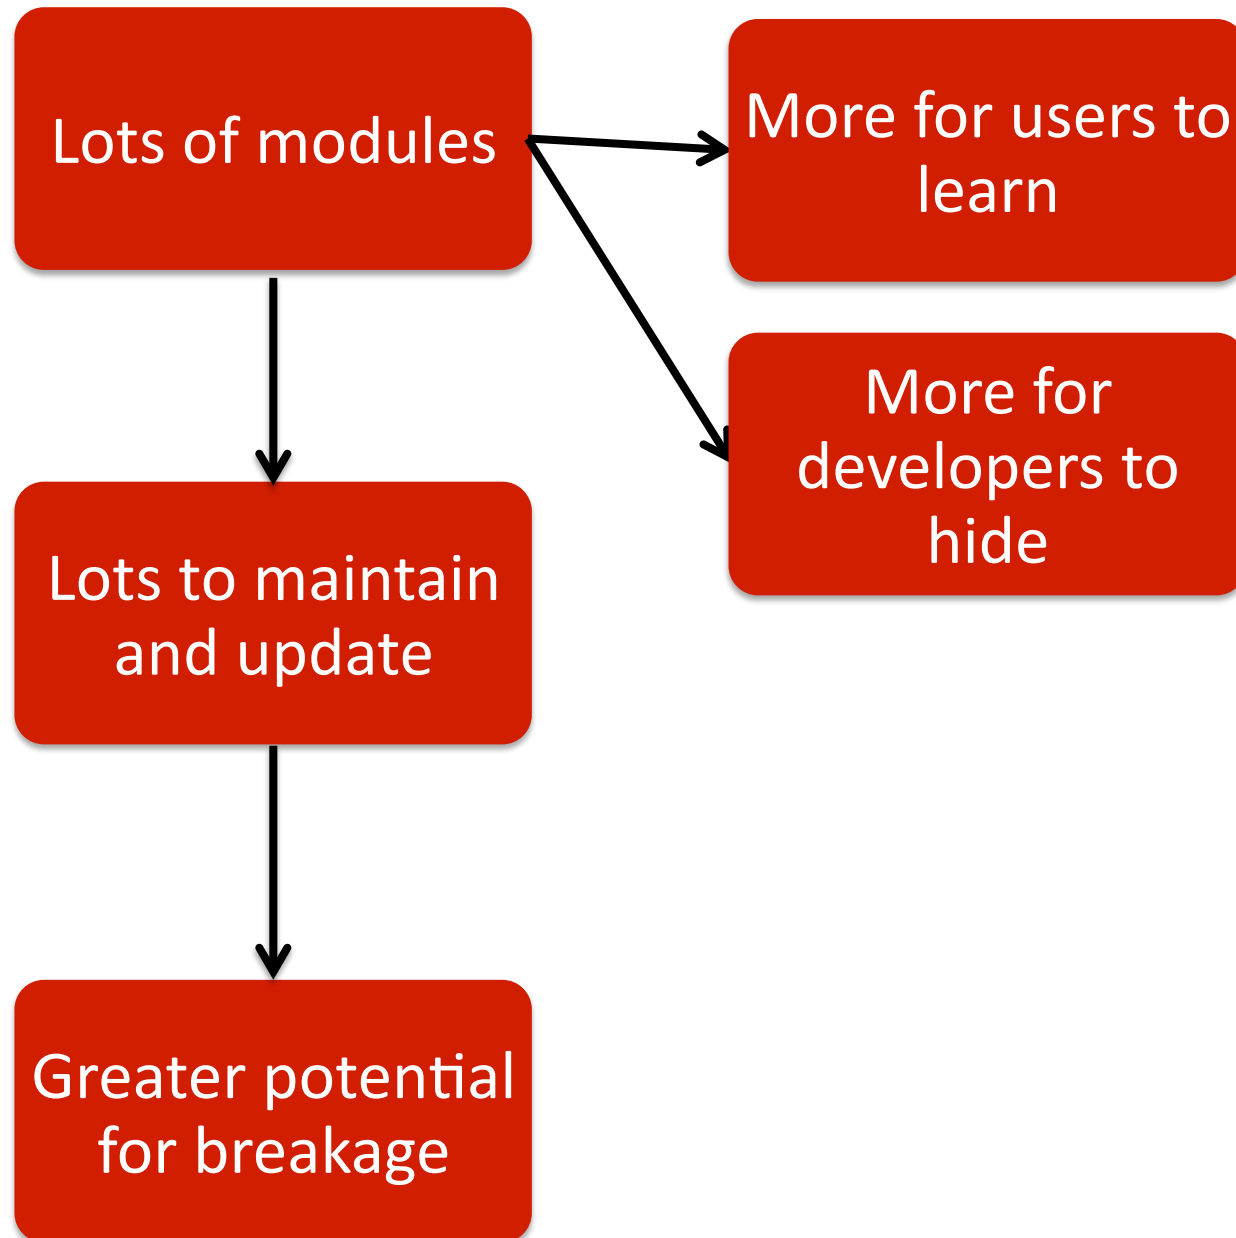 Lots of modules
More for users to
learn
More for
developers to
hide
Lots to maintain
and update
Greater potential
for breakage